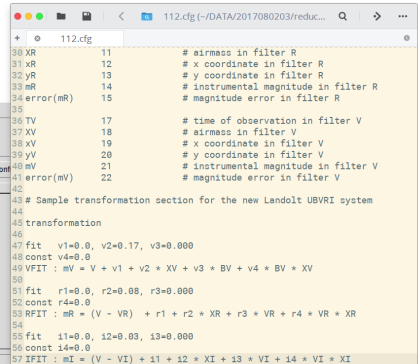 112.cfg (~/DATA/2017080203/reduc...
112.cfg
30 XR 11 # airmass in filter R
31 xR 12 # x coordinate in filter R
32 yR 13 # y coordinate in filter R
33 mR 14 # instrumental magnitude in filter R
34 error(mR) 15 # magnitude error in filter R
35
36 TV 17 # time of observation in filter V
37 XV 18 # airmass in filter V
38 xV 19 # x coordinate in filter V
39 yV 20 # y coordinate in filter V
40 mV 21 # instrumental magnitude in filter V
41 error(mV) 22 # magnitude error in filter V
42
43 # Sample transformation section for the new Landolt UBVRI system
44
45 transformation
46
47 fit v1=0.0, v2=0.17, v3=0.000
48 const v4=0.0
49 VFIT : mV = V + v1 + v2 * XV + v3 * BV + v4 * BV * XV
50
51 fit r1=0.0, r2=0.08, r3=0.000
52 const r4=0.0
53 RFIT : mR = (V - VR) + r1 + r2 * XR + r3 * VR + r4 * VR * XR
54
55 fit i1=0.0, i2=0.03, i3=0.000
56 const i4=0.0
57 IFIT : mI = (V - VI) + i1 + i2 * XI + i3 * VI + i4 * VI * XI